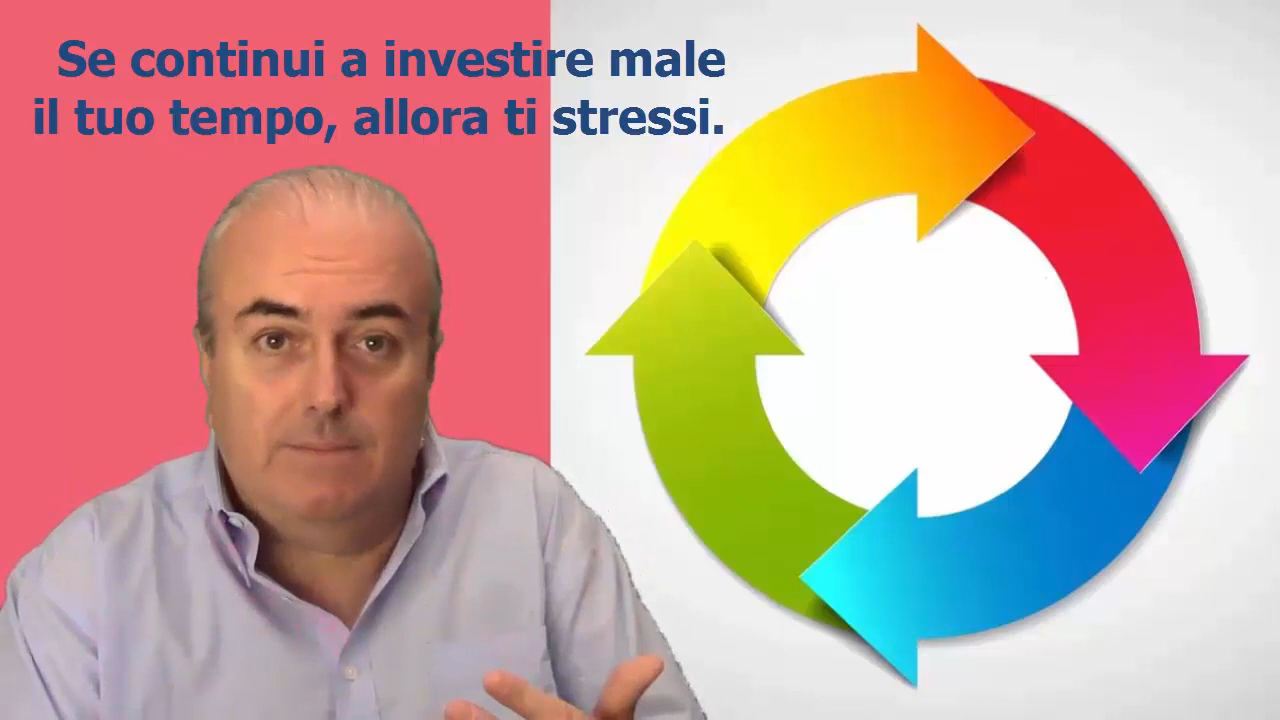 Se continui a investire male
il tuo tempo, allora ti stressi.